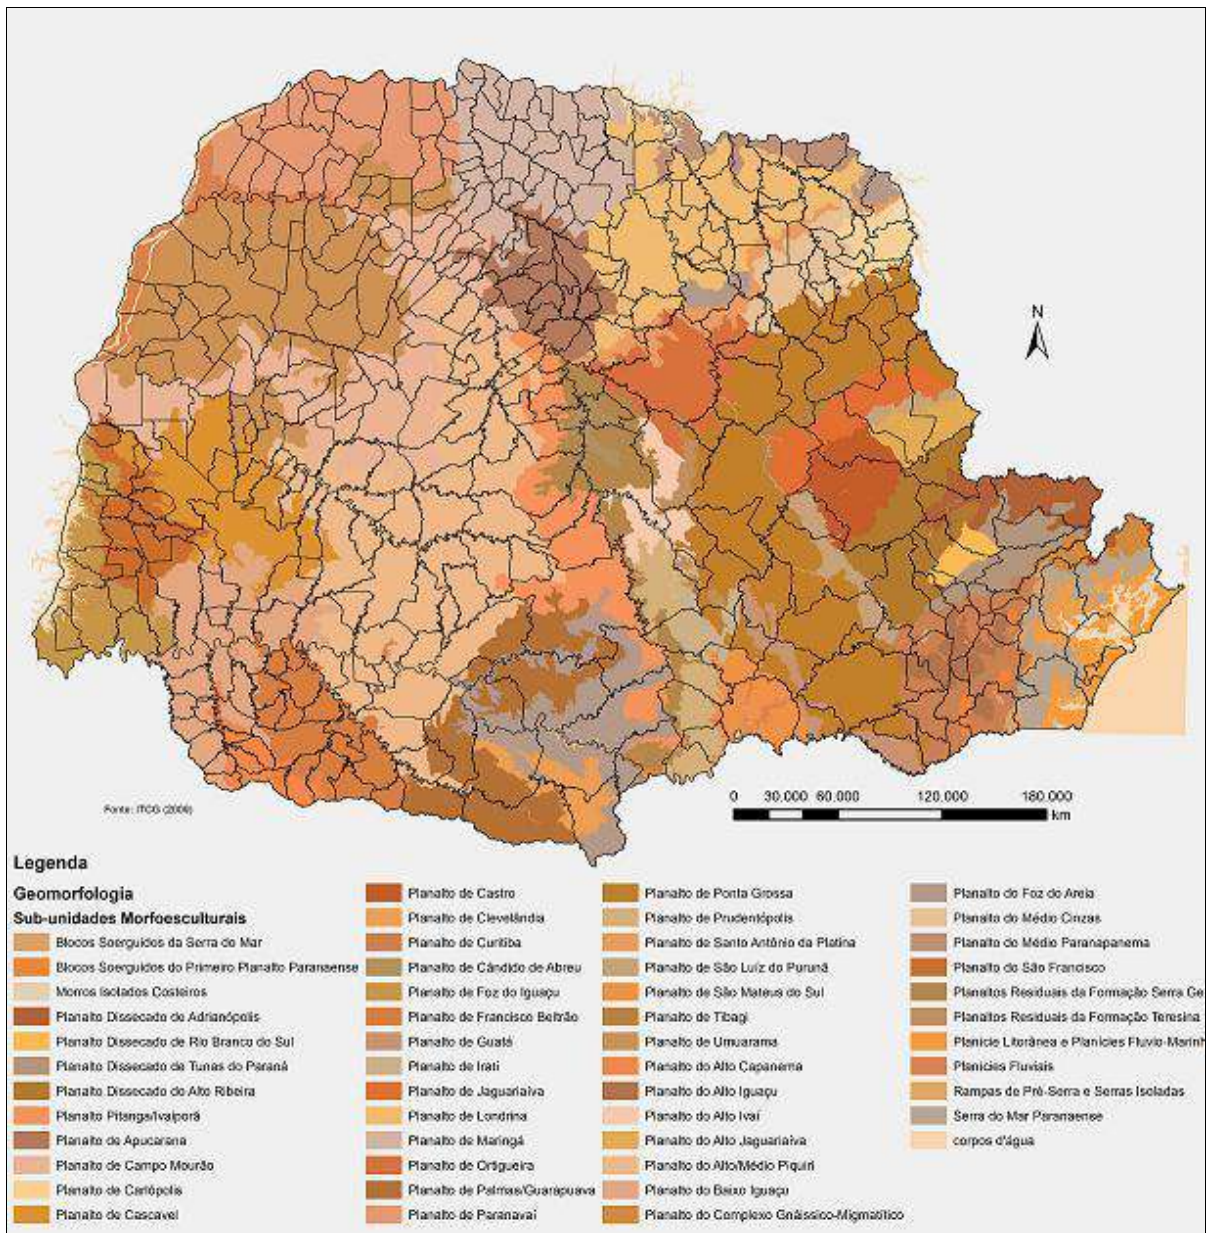 N
0 30.000 60.000 120.000 180.000
km
Fonte: ITCG (2009)
Legenda
Geomorfologia
Sub-unidades Morfoesculturais
Blocos Soerguidos da Serra do Mar
Blocos Soerguidos do Primeiro Planalto Paranaense
Morros Isolados Costeiros
Planalto Dissecado de Adrianópolis
Planalto Dissecado de Rio Branco do Sul
Planalto Dissecado de Tunas do Paraná
Planalto Dissecado do Alto Ribeira
Planalto Pitanga/Ivaiporã
Planalto de Apucarana
Planalto de Campo Mourão
Planalto de Carlópolis
Planalto de Cascavel
Planalto de Castro
Planalto de Clevelândia
Planalto de Curitiba
Planalto de Cândido de Abreu
Planalto de Foz do Iguaçu
Planalto de Francisco Beltrão
Planalto de Guatá
Planalto de Irati
Planalto de Jaguariaíva
Planalto de Londrina
Planalto de Maringá
Planalto de Ortigueira
Planalto de Palmas/Guarapuava
Planalto de Paranavaí
Planalto de Ponta Grossa
Planalto de Prudentópolis
Planalto de Santo Antônio da Platina
Planalto de São Luíz do Purunã
Planalto de São Mateus do Sul
Planalto de Tibagi
Planalto de Umuarama
Planalto do Alto Capanema
Planalto do Alto Iguaçu
Planalto do Alto Ivaí
Planalto do Alto Jaguariaíva
Planalto do Alto/Médio Piquiri
Planalto do Baixo Iguaçu
Planalto do Complexo Gnáissico-Migmatítico
Planalto do Foz do Areia
Planalto do Médio Cinzas
Planalto do Médio Paranapanema
Planalto do São Francisco
Planaltos Residuais da Formação Serra Ge
Planaltos Residuais da Formação Teresina
Planície Litorânea e Planícies Fluvio-Marinh
Planícies Fluviais
Rampas de Pré-Serra e Serras Isoladas
Serra do Mar Paranaense
corpos d'água